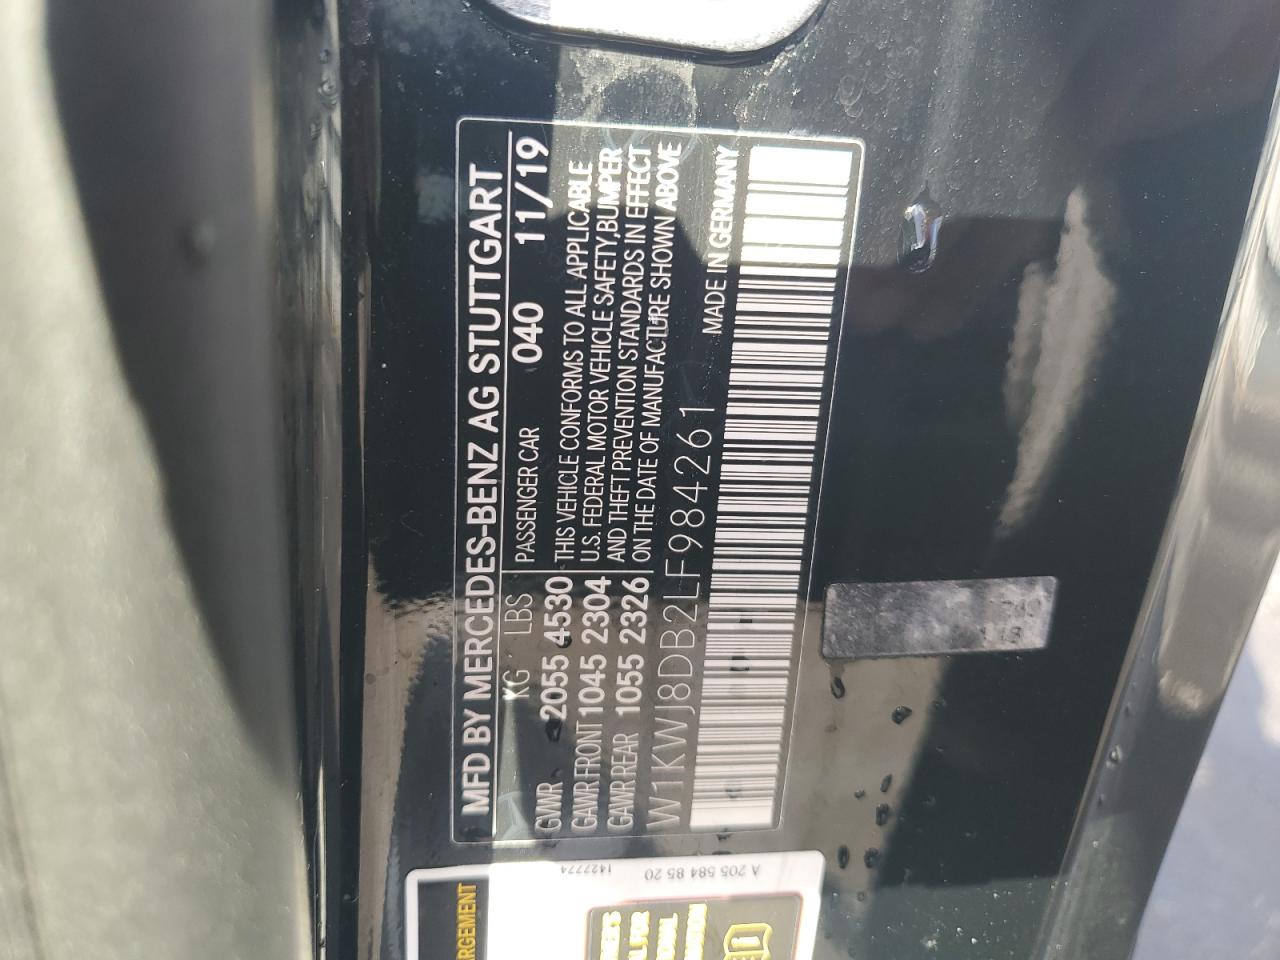 MFD BY MERCEDES-BENZ AG STUTTGART
KG LBS PASSENGER CAR 040 11/19
GVWR 2055 4530 THIS VEHICLE CONFORMS TO ALL APPLICABLE
GAWR FRONT 1045 2304 U.S. FEDERAL MOTOR VEHICLE SAFETY,BUMPER
GAWR REAR 1055 2326 AND THEFT PREVENTION STANDARDS IN EFFECT
ON THE DATE OF MANUFACTURE SHOWN ABOVE
W1KWJ8DB2LF984261 MADE IN GERMANY
A 205 584 85 20
1427774